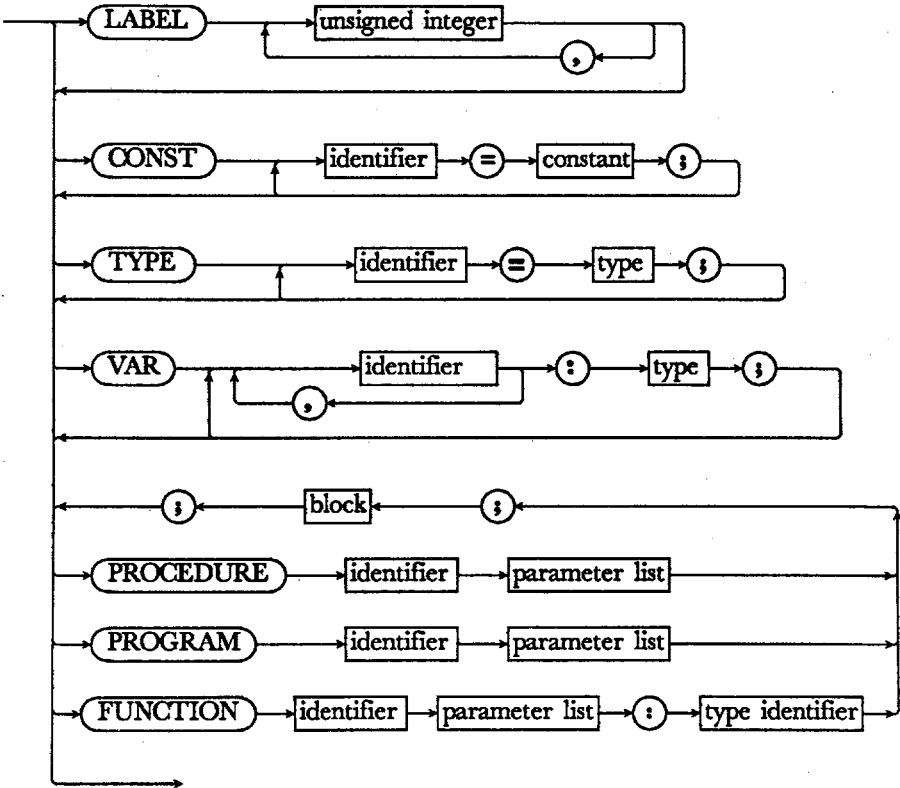 LABEL unsigned integer
,
CONST identifier = constant ;
TYPE identifier = type ;
VAR identifier : type ;
,
; block ;
PROCEDURE identifier parameter list
PROGRAM identifier parameter list
FUNCTION identifier parameter list : type identifier